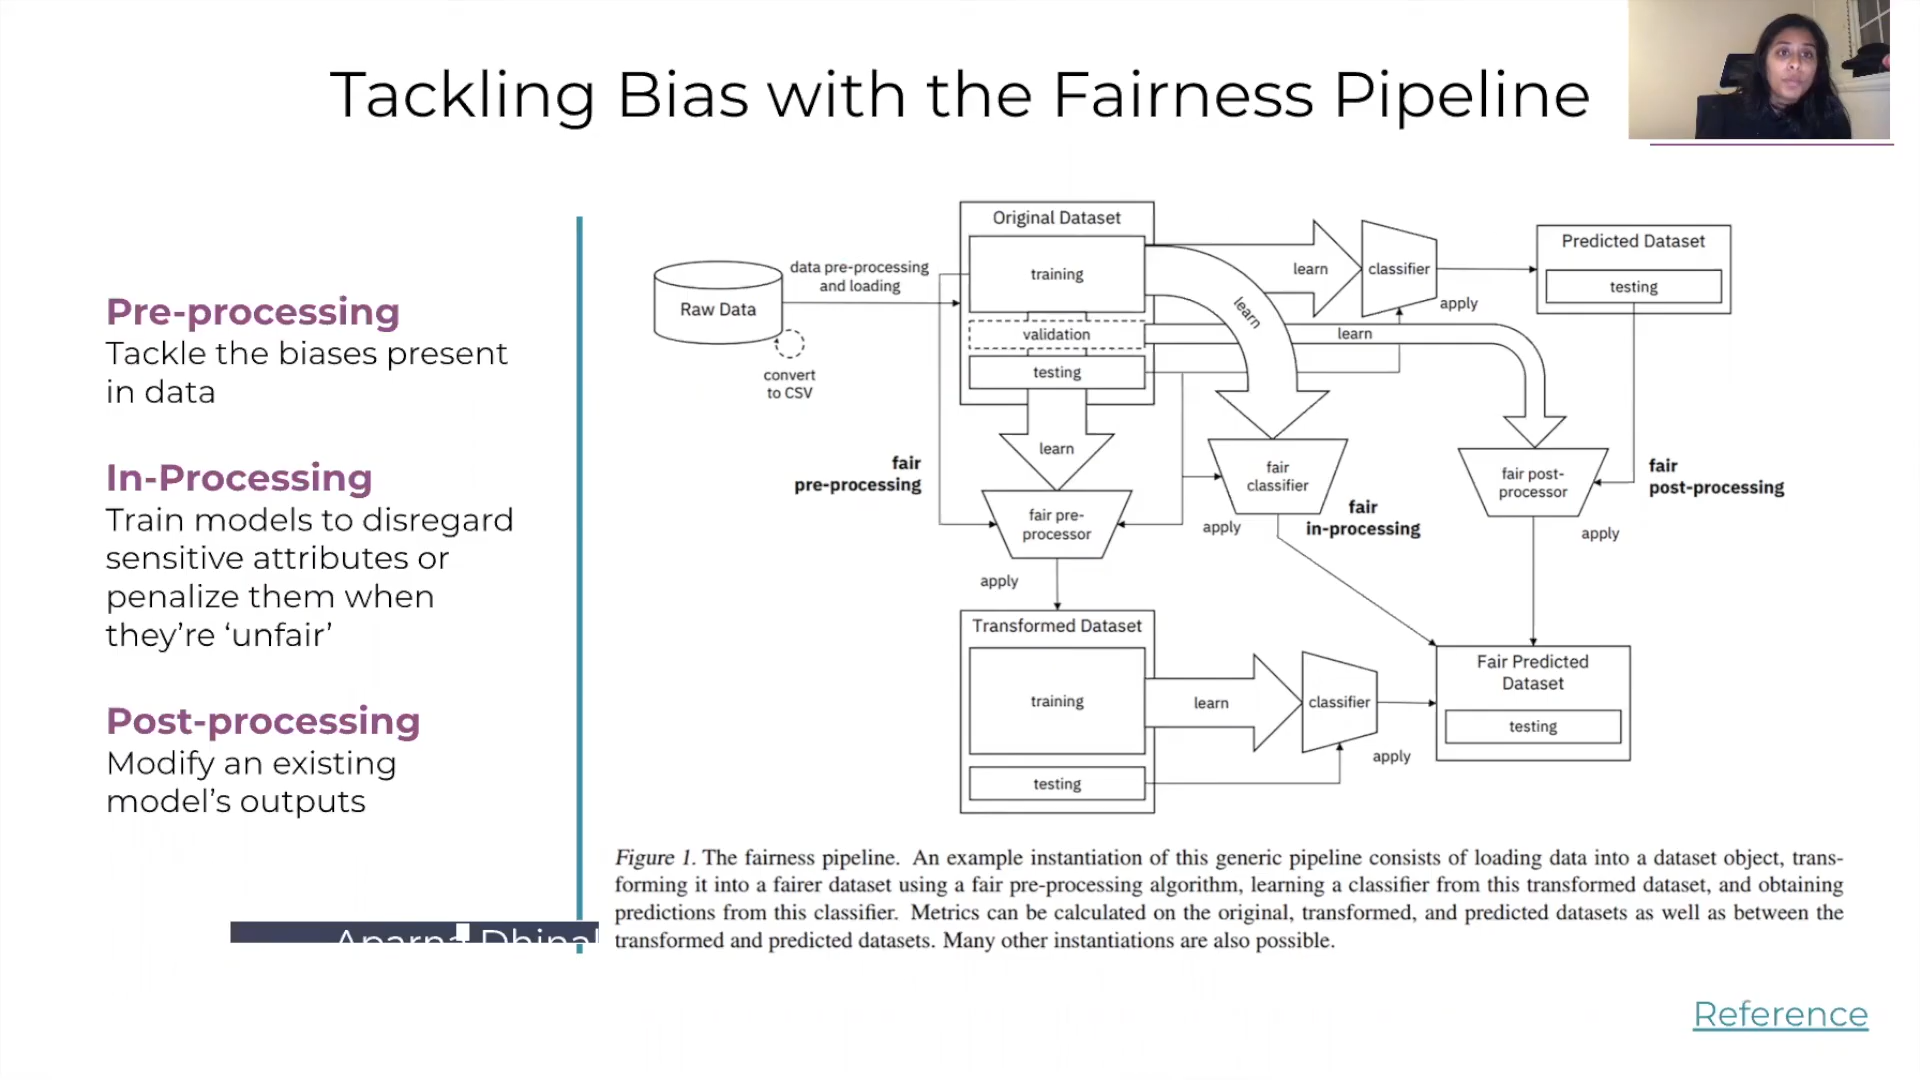 Tackling Bias with the Fairness Pipeline
Pre-processing
Tackle the biases present
in data
In-Processing
Train models to disregard
sensitive attributes or
penalize them when
they’re ‘unfair’
Post-processing
Modify an existing
model’s outputs
Raw Data
data pre-processing
and loading
convert
to CSV
Original Dataset
training
validation
testing
learn
classifier
apply
Predicted Dataset
testing
learn
learn
learn
fair
pre-processing
fair pre-
processor
apply
fair
classifier
apply
fair
in-processing
fair post-
processor
apply
fair
post-processing
Transformed Dataset
training
testing
learn
classifier
apply
Fair Predicted
Dataset
testing
Figure 1. The fairness pipeline. An example instantiation of this generic pipeline consists of loading data into a dataset object, trans-
forming it into a fairer dataset using a fair pre-processing algorithm, learning a classifier from this transformed dataset, and obtaining
predictions from this classifier. Metrics can be calculated on the original, transformed, and predicted datasets as well as between the
transformed and predicted datasets. Many other instantiations are also possible.
Aparna
Reference